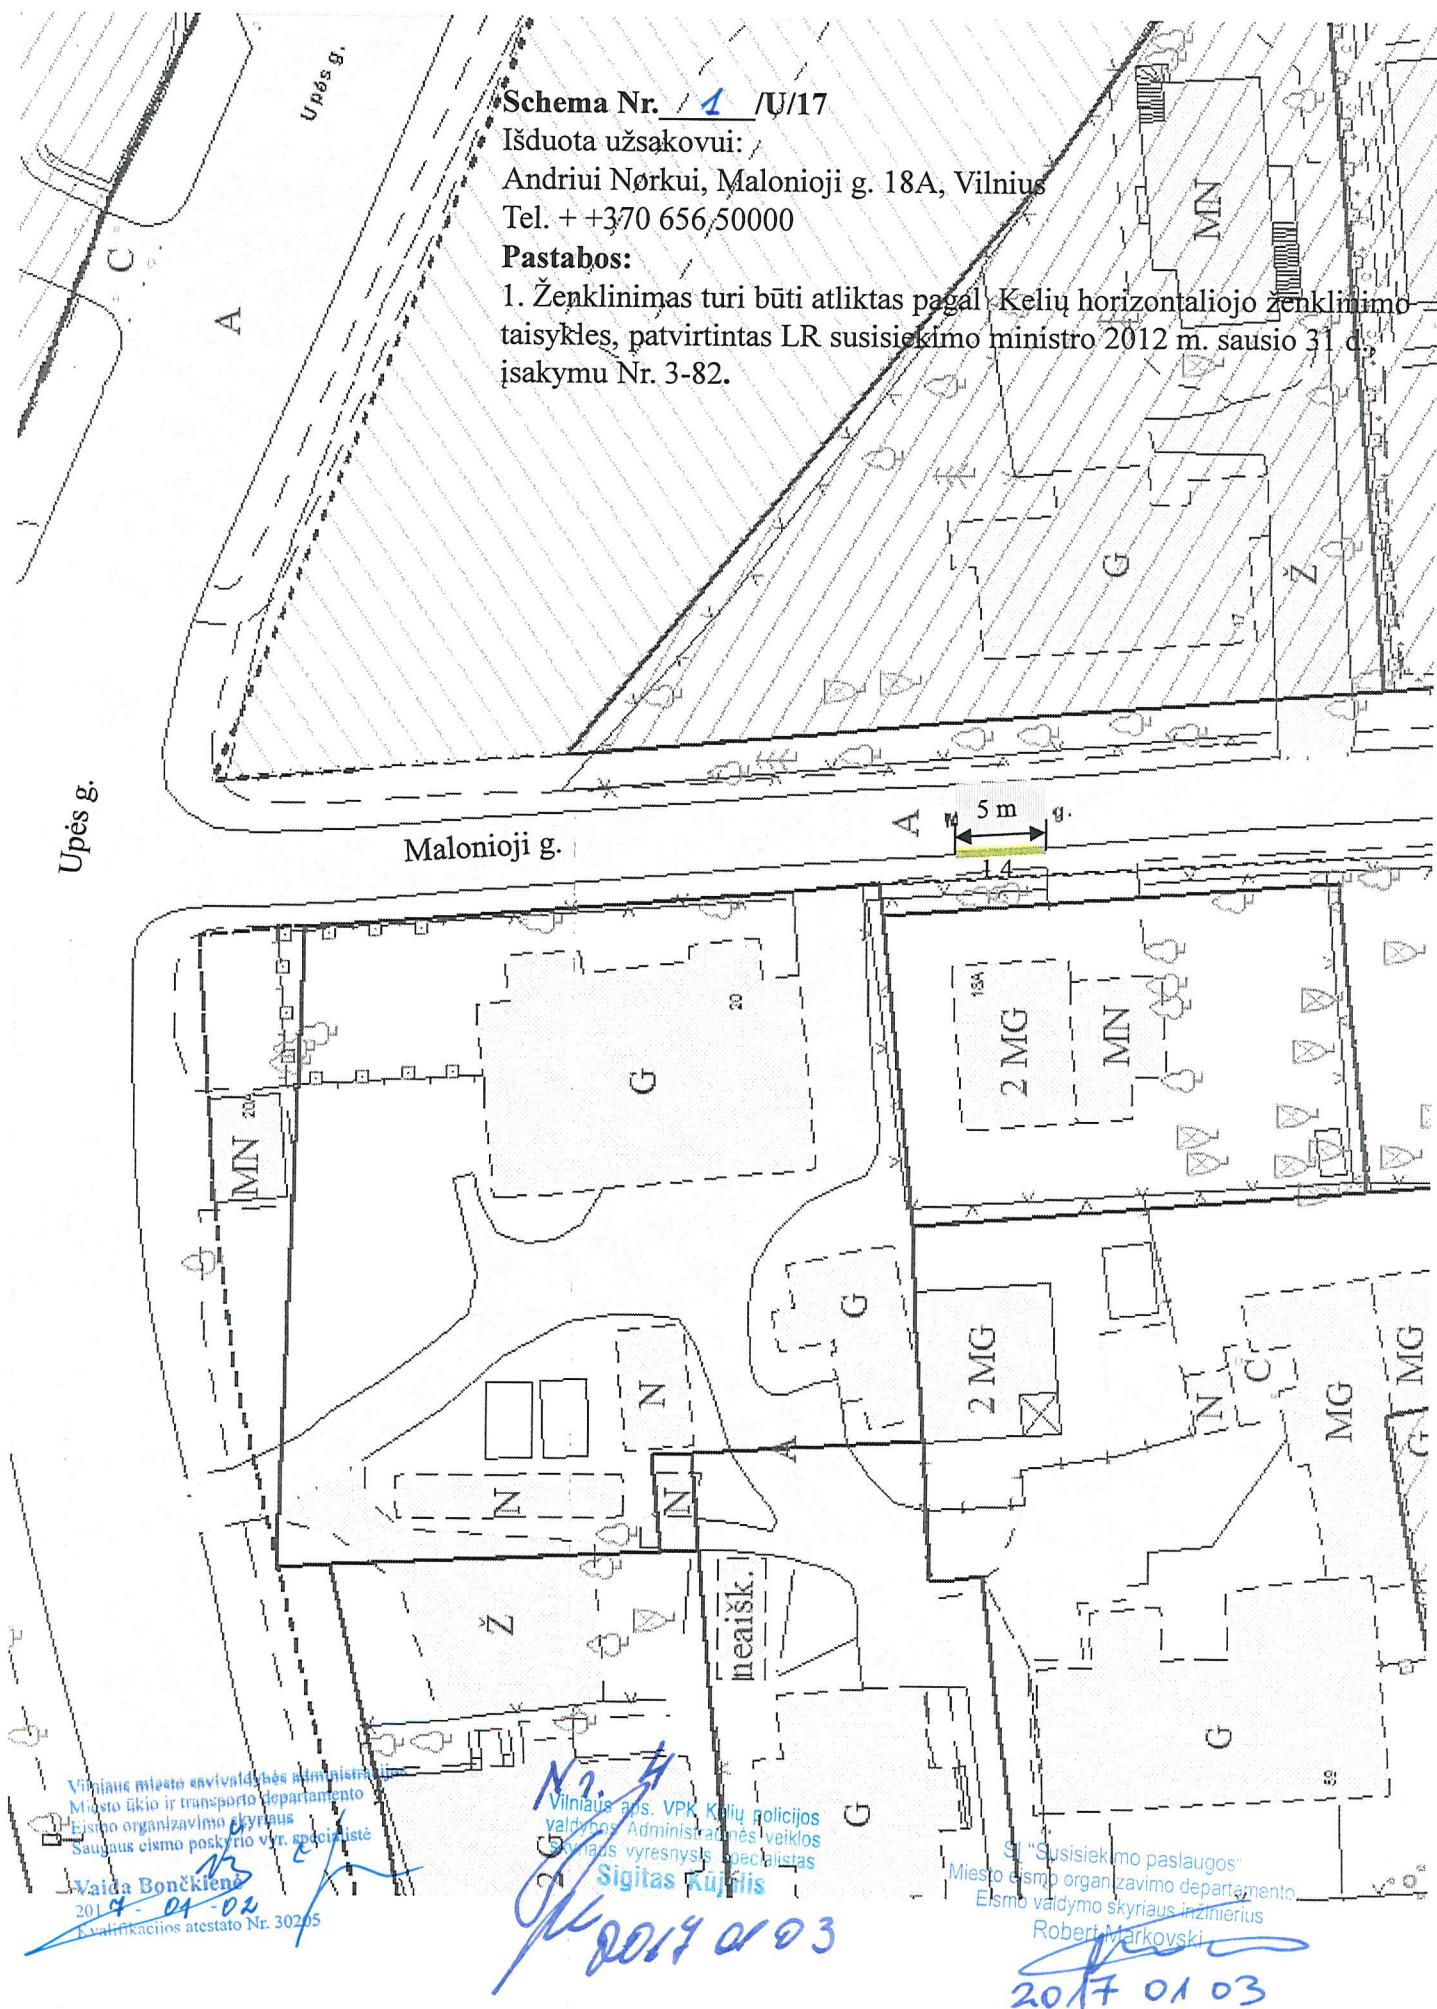 Upės g.
Schema Nr. 1 /U/17
Išduota užsakovui:
Andriui Norkui, Malonioji g. 18A, Vilnius
Tel. + +370 656 50000
Pastabos:
1. Ženklinimas turi būti atliktas pagal Kelių horizontaliojo ženklinimo
taisykles, patvirtintas LR susisiekimo ministro 2012 m. sausio 31 d.
įsakymu Nr. 3-82.
C
A
MN
G
17
Ž
Upės g.
Malonioji g.
A
M
5 m
g.
1.4
20
G
18A
2 MG
MN
MN
20A
G
2 MG
N
N
N
A
N
C
MG
MG
G
Ž
neaišk.
G
59
2 G
G
Vilniaus miesto savivaldybės administracijos
Miesto ūkio ir transporto departamento
Eismo organizavimo skyriaus
Saugaus eismo poskyrio vyr. specialistė
Vaida Bončkienė
2017-01-02
Kvalifikacijos atestato Nr. 30205
Nr. 4
Vilniaus aps. VPK Kelių policijos
valdybos Administracinės veiklos
skyriaus vyresnysis specialistas
Sigitas
2017 01 03
SĮ "Susisiekimo paslaugos"
Miesto eismo organizavimo departamento
Eismo valdymo skyriaus inžinierius
Robert Markovski
2017 01 03